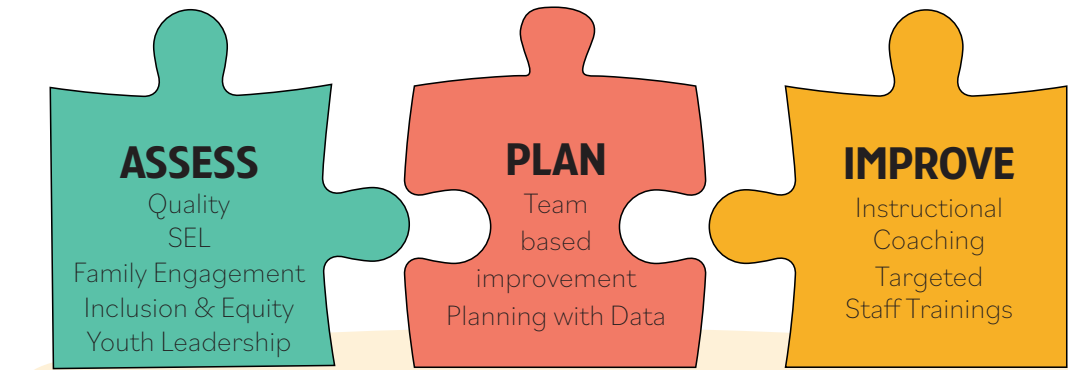 ASSESS
Quality
SEL
Family Engagement
Inclusion & Equity
Youth Leadership
PLAN
Team
based
improvement
Planning with Data
IMPROVE
Instructional
Coaching
Targeted
Staff Trainings